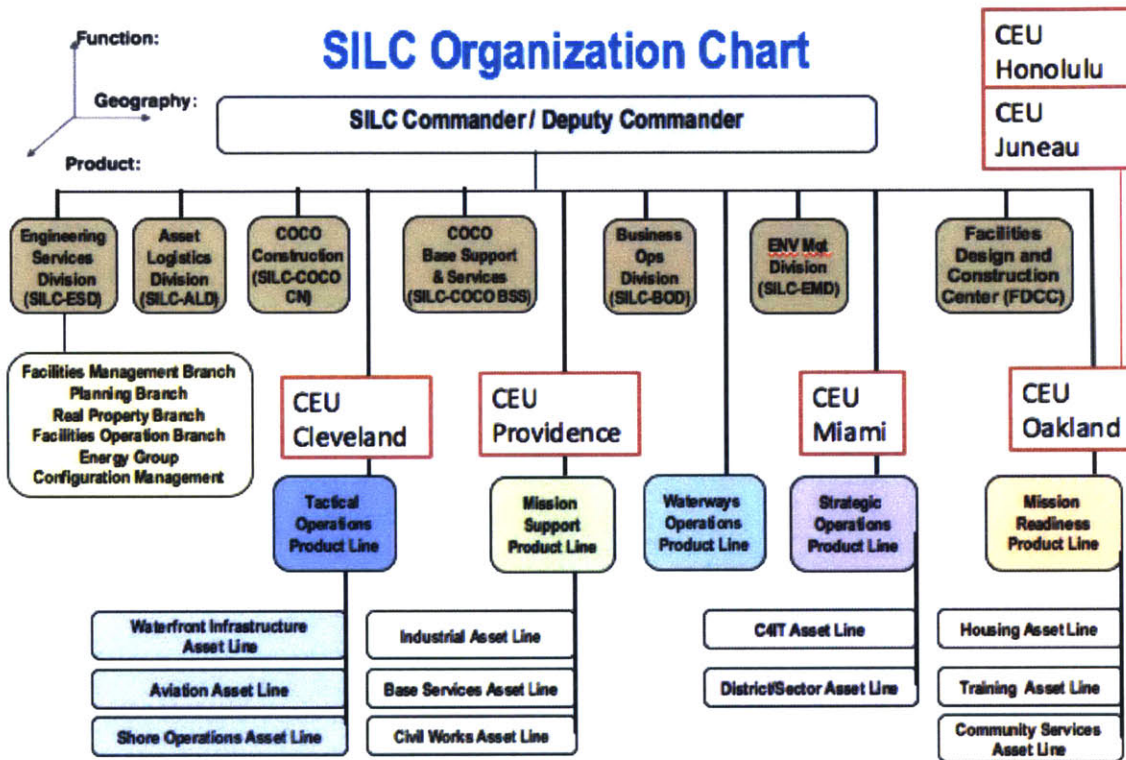 Function:
SILC Organization Chart
CEU
Honolulu
Geography:
CEU
Juneau
SILC Commander / Deputy Commander
Product:
Engineering
Services
Division
(SILC-ESD)
Asset
Logistics
Division
(SILC-ALD)
COCO
Construction
(SILC-COCO
CN)
COCO
Base Support
& Services
(SILC-COCO BSS)
Business
Ops
Division
(SILC-BOD)
ENV Mgt
Division
(SILC-EMD)
Facilities
Design and
Construction
Center (FDCC)
Facilities Management Branch
Planning Branch
Real Property Branch
Facilities Operation Branch
Energy Group
Configuration Management
CEU
Cleveland
CEU
Providence
CEU
Miami
CEU
Oakland
Tactical
Operations
Product Line
Mission
Support
Product Line
Waterways
Operations
Product Line
Strategic
Operations
Product Line
Mission
Readiness
Product Line
Waterfront Infrastructure
Asset Line
Aviation Asset Line
Shore Operations Asset Line
Industrial Asset Line
Base Services Asset Line
Civil Works Asset Line
C4IT Asset Line
District/Sector Asset Line
Housing Asset Line
Training Asset Line
Community Services
Asset Line